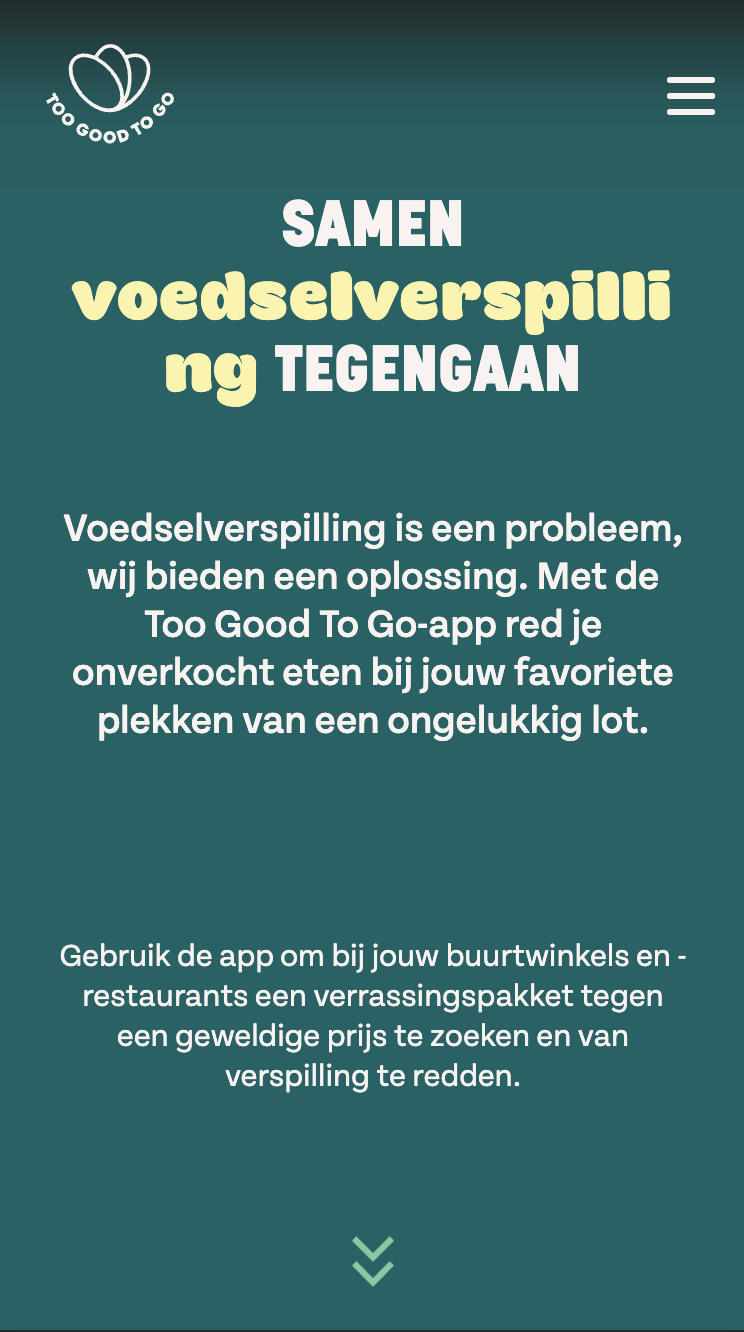 TOO GOOD TO GO
SAMEN
voedselverspilli
ng TEGENGAAN
Voedselverspilling is een probleem,
wij bieden een oplossing. Met de
Too Good To Go-app red je
onverkocht eten bij jouw favoriete
plekken van een ongelukkig lot.
Gebruik de app om bij jouw buurtwinkels en -
restaurants een verrassingspakket tegen
een geweldige prijs te zoeken en van
verspilling te redden.